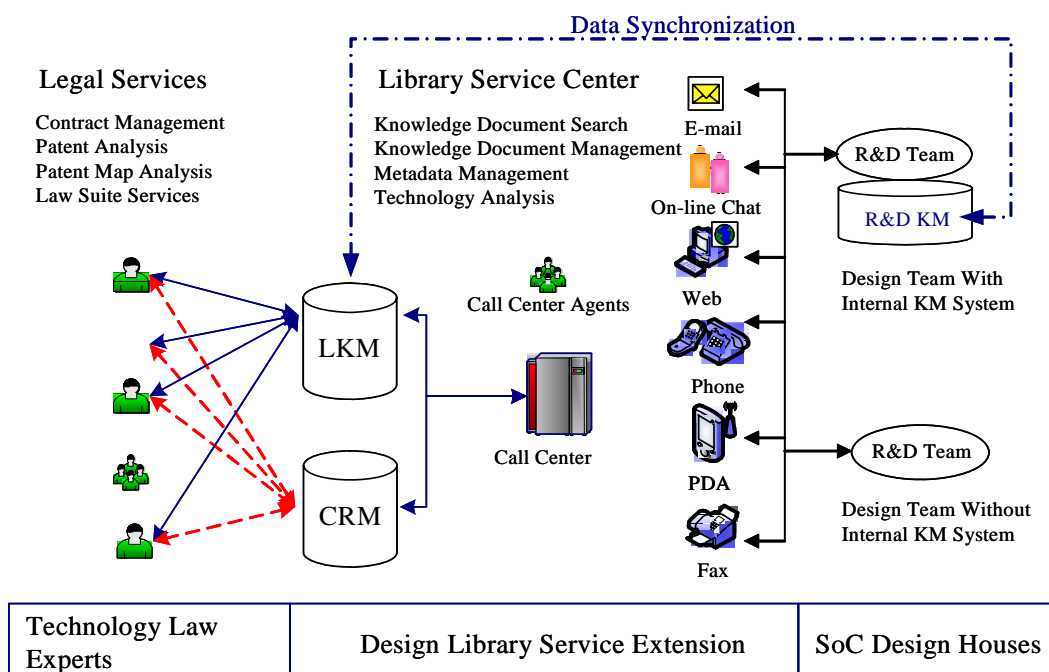 Data Synchronization
Legal Services
Contract Management
Patent Analysis
Patent Map Analysis
Law Suite Services
Library Service Center
Knowledge Document Search
Knowledge Document Management
Metadata Management
Technology Analysis
E-mail
On-line Chat
Web
Phone
PDA
Fax
R&D Team
R&D KM
Design Team With
Internal KM System
R&D Team
Design Team Without
Internal KM System
Call Center Agents
LKM
CRM
Call Center
Technology Law
Experts
Design Library Service Extension
SoC Design Houses